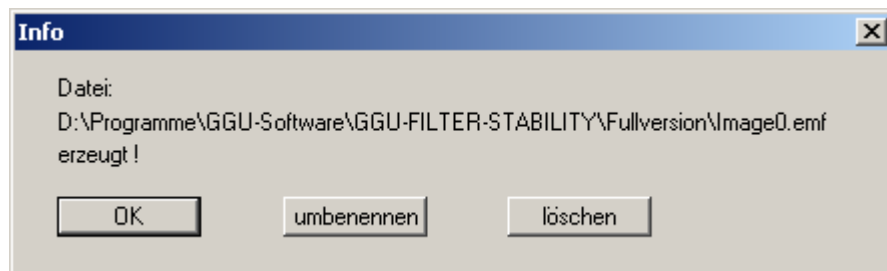 Info
Datei:
D:\Programme\GGU-Software\GGU-FILTER-STABILITY\Fullversion\Image0.emf
erzeugt !
OK umbenennen löschen